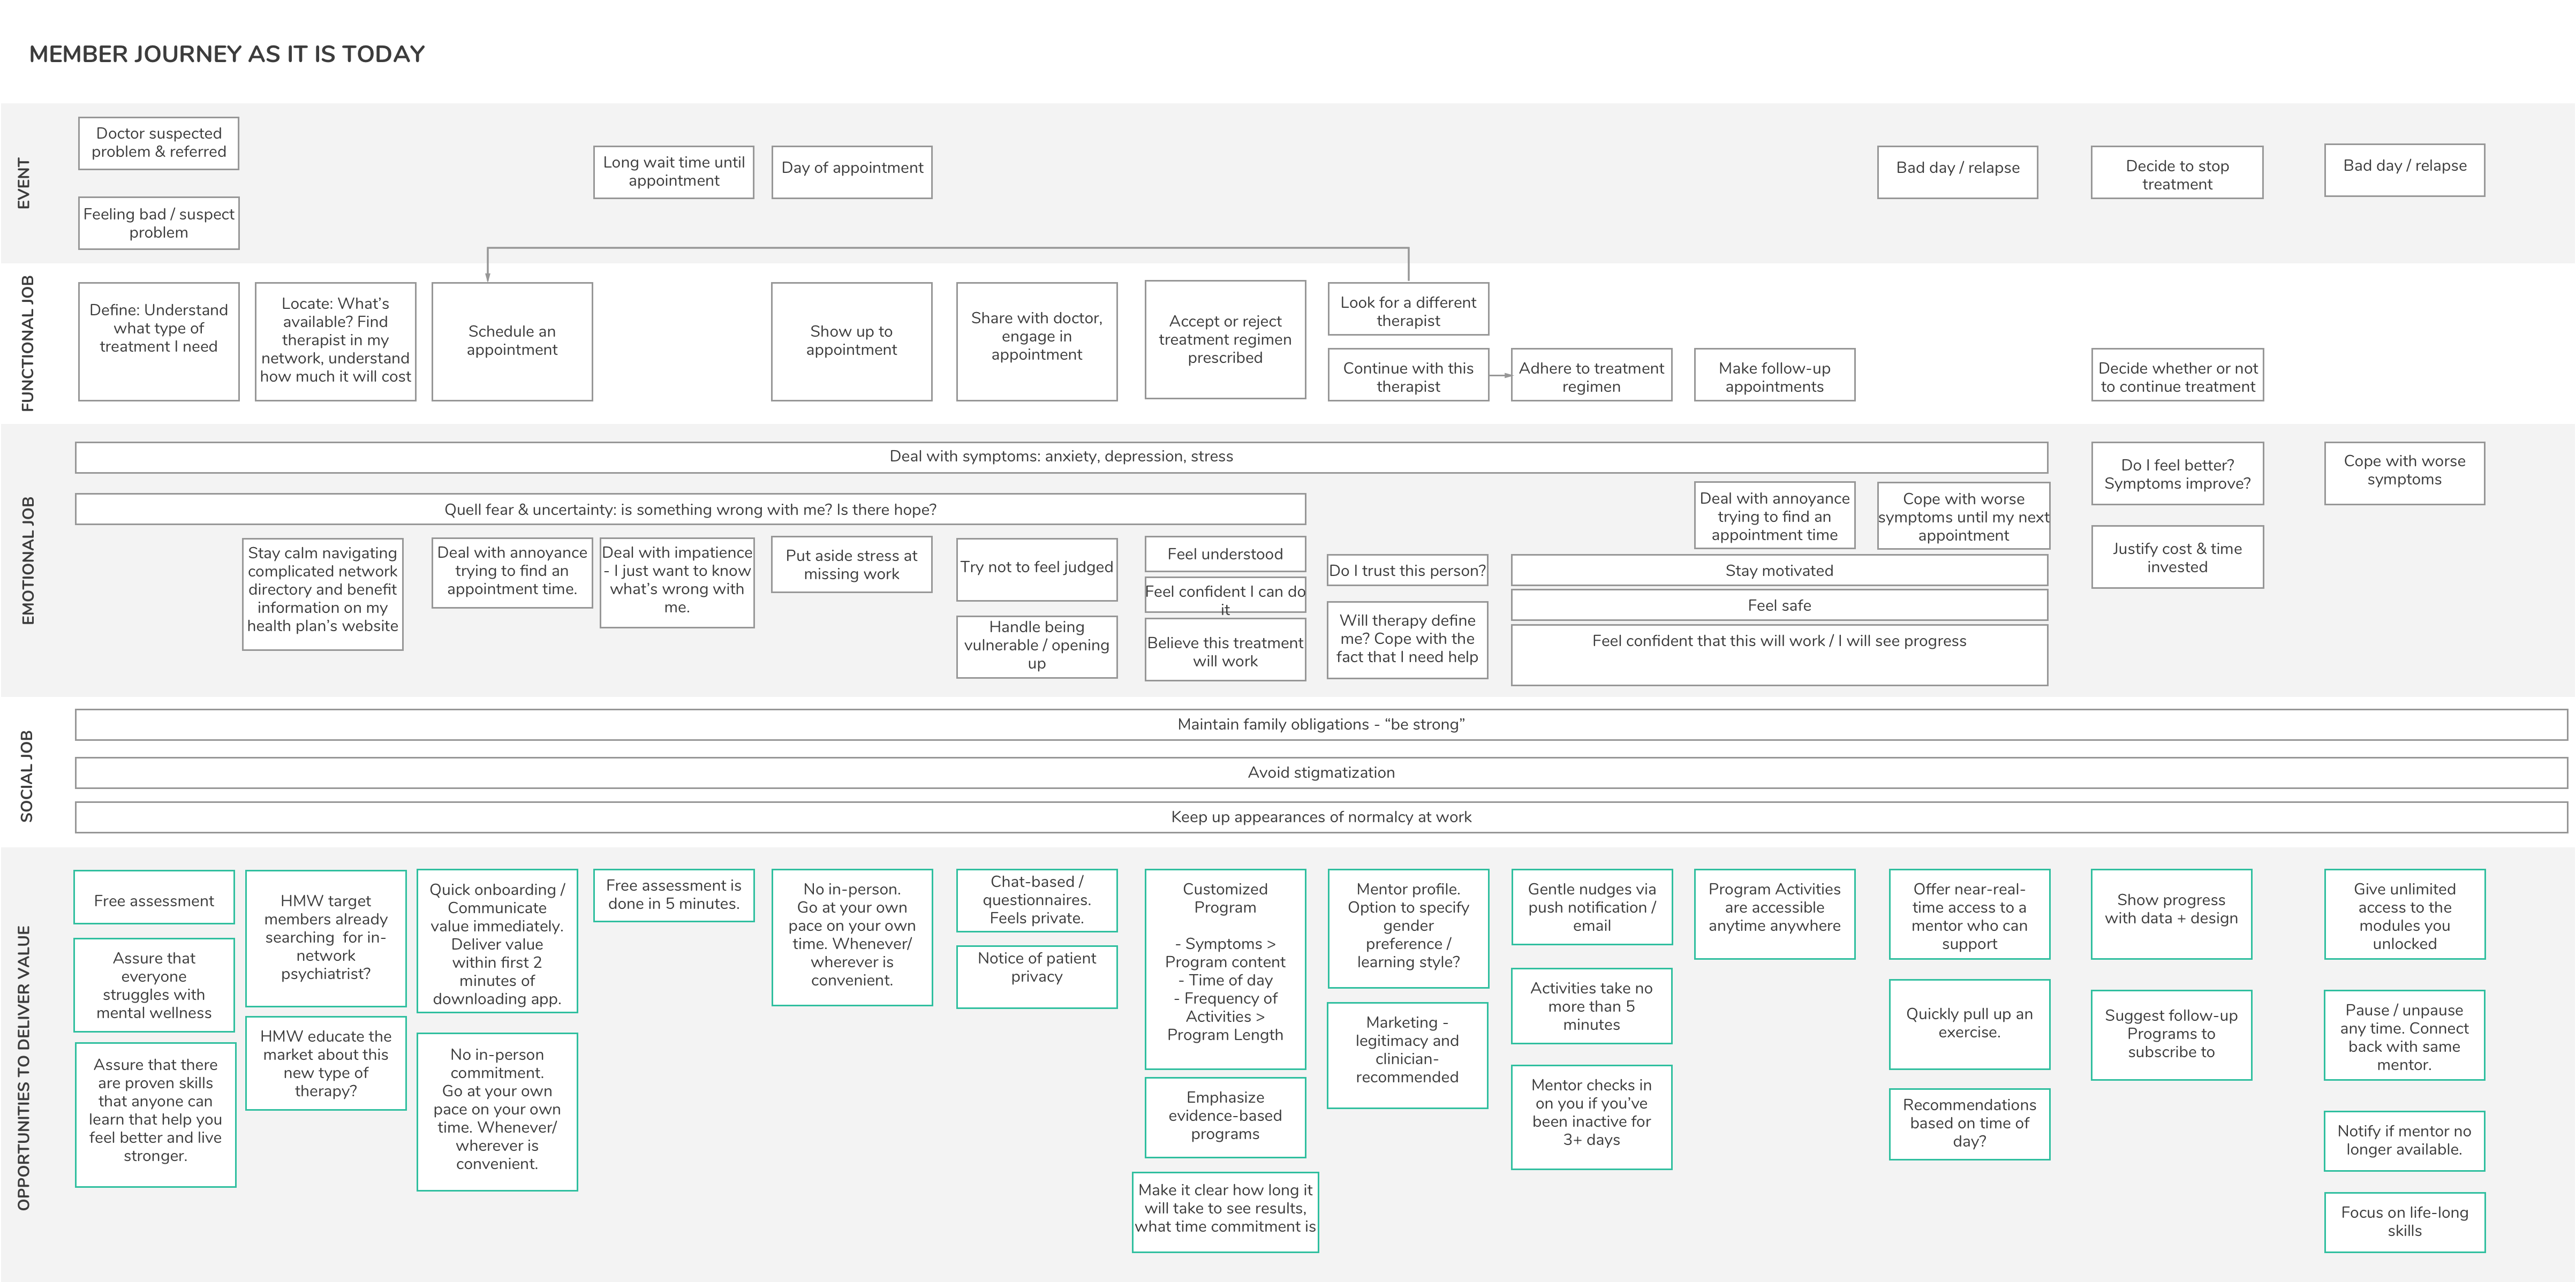 MEMBER JOURNEY AS IT IS TODAY
EVENT
Doctor suspected
problem & referred
Feeling bad / suspect
problem
Long wait time until
appointment
Day of appointment
Bad day / relapse
Decide to stop
treatment
Bad day / relapse
FUNCTIONAL JOB
Define: Understand
what type of
treatment I need
Locate: What's
available? Find
therapist in my
network, understand
how much it will cost
Schedule an
appointment
Show up to
appointment
Share with doctor,
engage in
appointment
Accept or reject
treatment regimen
prescribed
Look for a different
therapist
Continue with this
therapist
Adhere to treatment
regimen
Make follow-up
appointments
Decide whether or not
to continue treatment
EMOTIONAL JOB
Deal with symptoms: anxiety, depression, stress
Quell fear & uncertainty: is something wrong with me? Is there hope?
Stay calm navigating
complicated network
directory and benefit
information on my
health plan's website
Deal with annoyance
trying to find an
appointment time.
Deal with impatience
- I just want to know
what's wrong with
me.
Put aside stress at
missing work
Try not to feel judged
Handle being
vulnerable / opening
up
Feel understood
Feel confident I can do
it
Believe this treatment
will work
Do I trust this person?
Will therapy define
me? Cope with the
fact that I need help
Deal with annoyance
trying to find an
appointment time
Cope with worse
symptoms until my next
appointment
Stay motivated
Feel safe
Feel confident that this will work / I will see progress
Do I feel better?
Symptoms improve?
Justify cost & time
invested
Cope with worse
symptoms
SOCIAL JOB
Maintain family obligations - “be strong”
Avoid stigmatization
Keep up appearances of normalcy at work
OPPORTUNITIES TO DELIVER VALUE
Free assessment
Assure that
everyone
struggles with
mental wellness
Assure that there
are proven skills
that anyone can
learn that help you
feel better and live
stronger.
HMW target
members already
searching for in-
network
psychiatrist?
HMW educate the
market about this
new type of
therapy?
Quick onboarding /
Communicate
value immediately.
Deliver value
within first 2
minutes of
downloading app.
No in-person
commitment.
Go at your own
pace on your own
time. Whenever/
wherever is
convenient.
Free assessment is
done in 5 minutes.
No in-person.
Go at your own
pace on your own
time. Whenever/
wherever is
convenient.
Chat-based /
questionnaires.
Feels private.
Notice of patient
privacy
Customized
Program
- Symptoms >
Program content
- Time of day
- Frequency of
Activities >
Program Length
Emphasize
evidence-based
programs
Make it clear how long it
will take to see results,
what time commitment is
Mentor profile.
Option to specify
gender
preference /
learning style?
Marketing -
legitimacy and
clinician-
recommended
Gentle nudges via
push notification /
email
Activities take no
more than 5
minutes
Mentor checks in
on you if you've
been inactive for
3+ days
Program Activities
are accessible
anytime anywhere
Offer near-real-
time access to a
mentor who can
support
Quickly pull up an
exercise.
Recommendations
based on time of
day?
Show progress
with data + design
Suggest follow-up
Programs to
subscribe to
Give unlimited
access to the
modules you
unlocked
Pause / unpause
any time. Connect
back with same
mentor.
Notify if mentor no
longer available.
Focus on life-long
skills